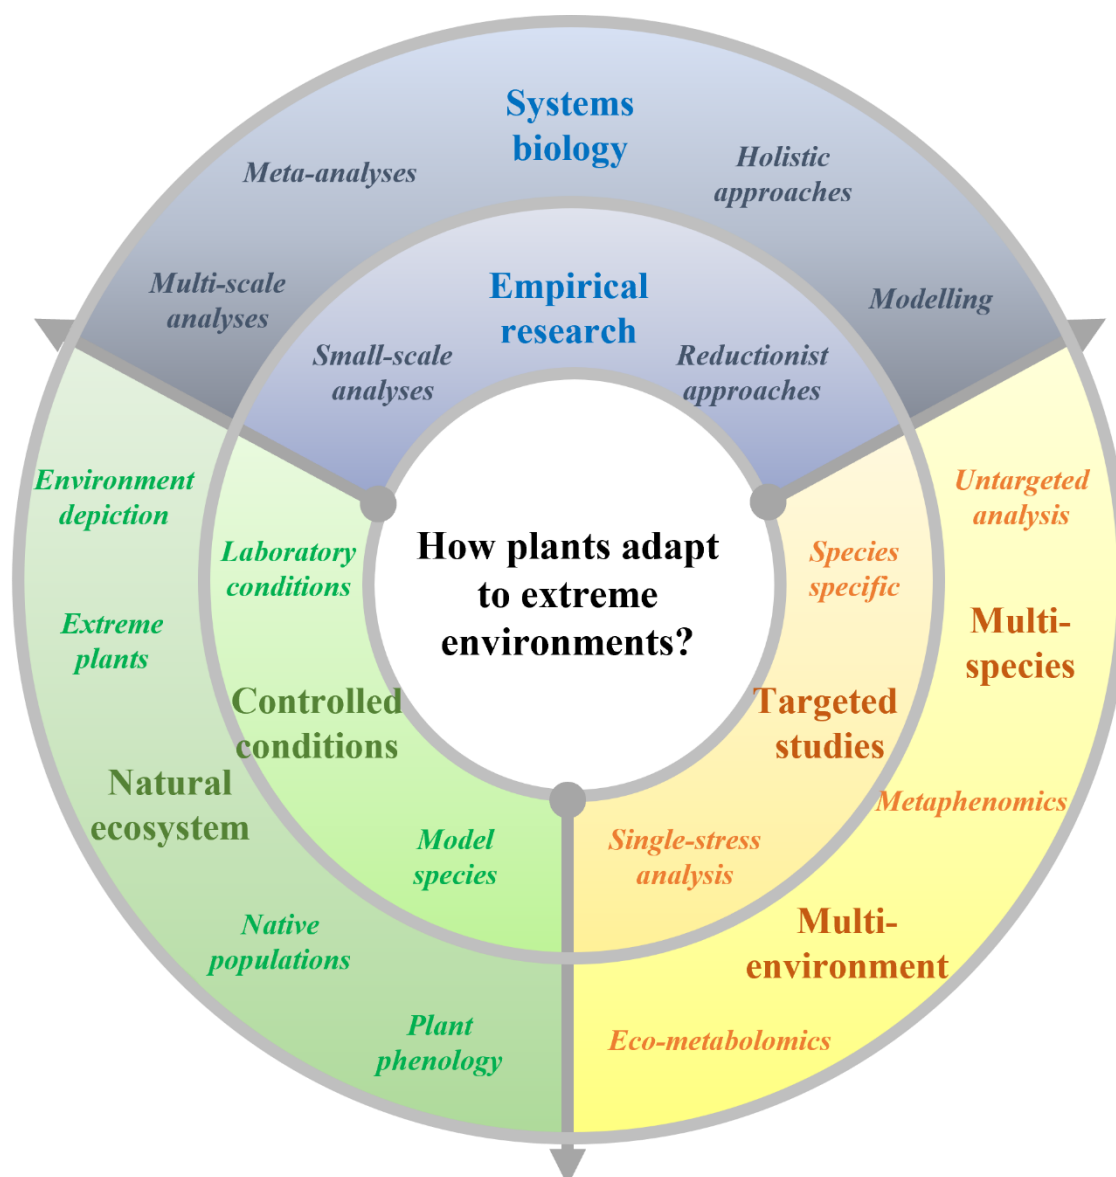 Systems
biology
Meta-analyses
Holistic
approaches
Multi-scale
analyses
Modelling
Empirical
research
Small-scale
analyses
Reductionist
approaches
Environment
depiction
Extreme
plants
Natural
ecosystem
Native
populations
Plant
phenology
Laboratory
conditions
Controlled
conditions
Model
species
How plants adapt
to extreme
environments?
Species
specific
Targeted
studies
Single-stress
analysis
Untargeted
analysis
Multi-
species
Metaphenomics
Multi-
environment
Eco-metabolomics